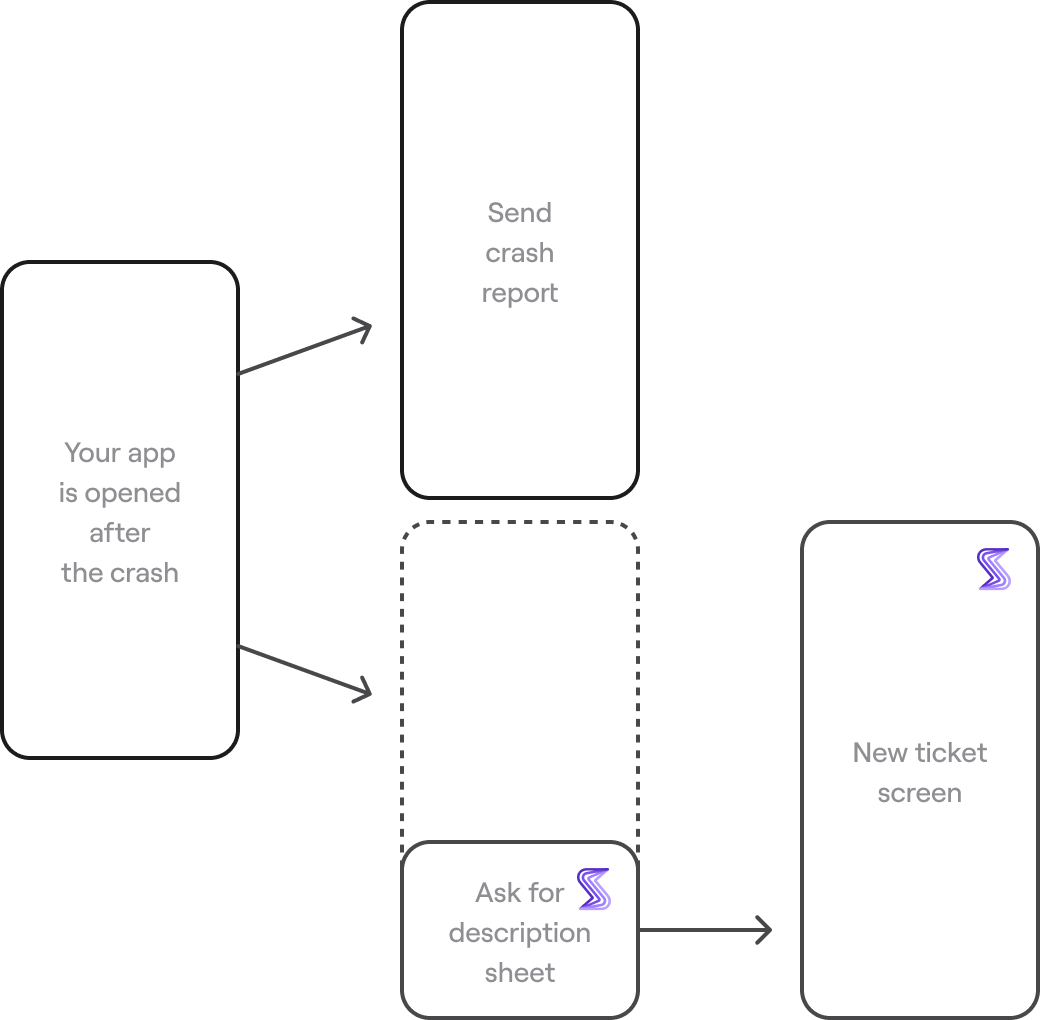 Send
crash
report
Your app
is opened
after
the crash
New ticket
screen
Ask for
description
sheet